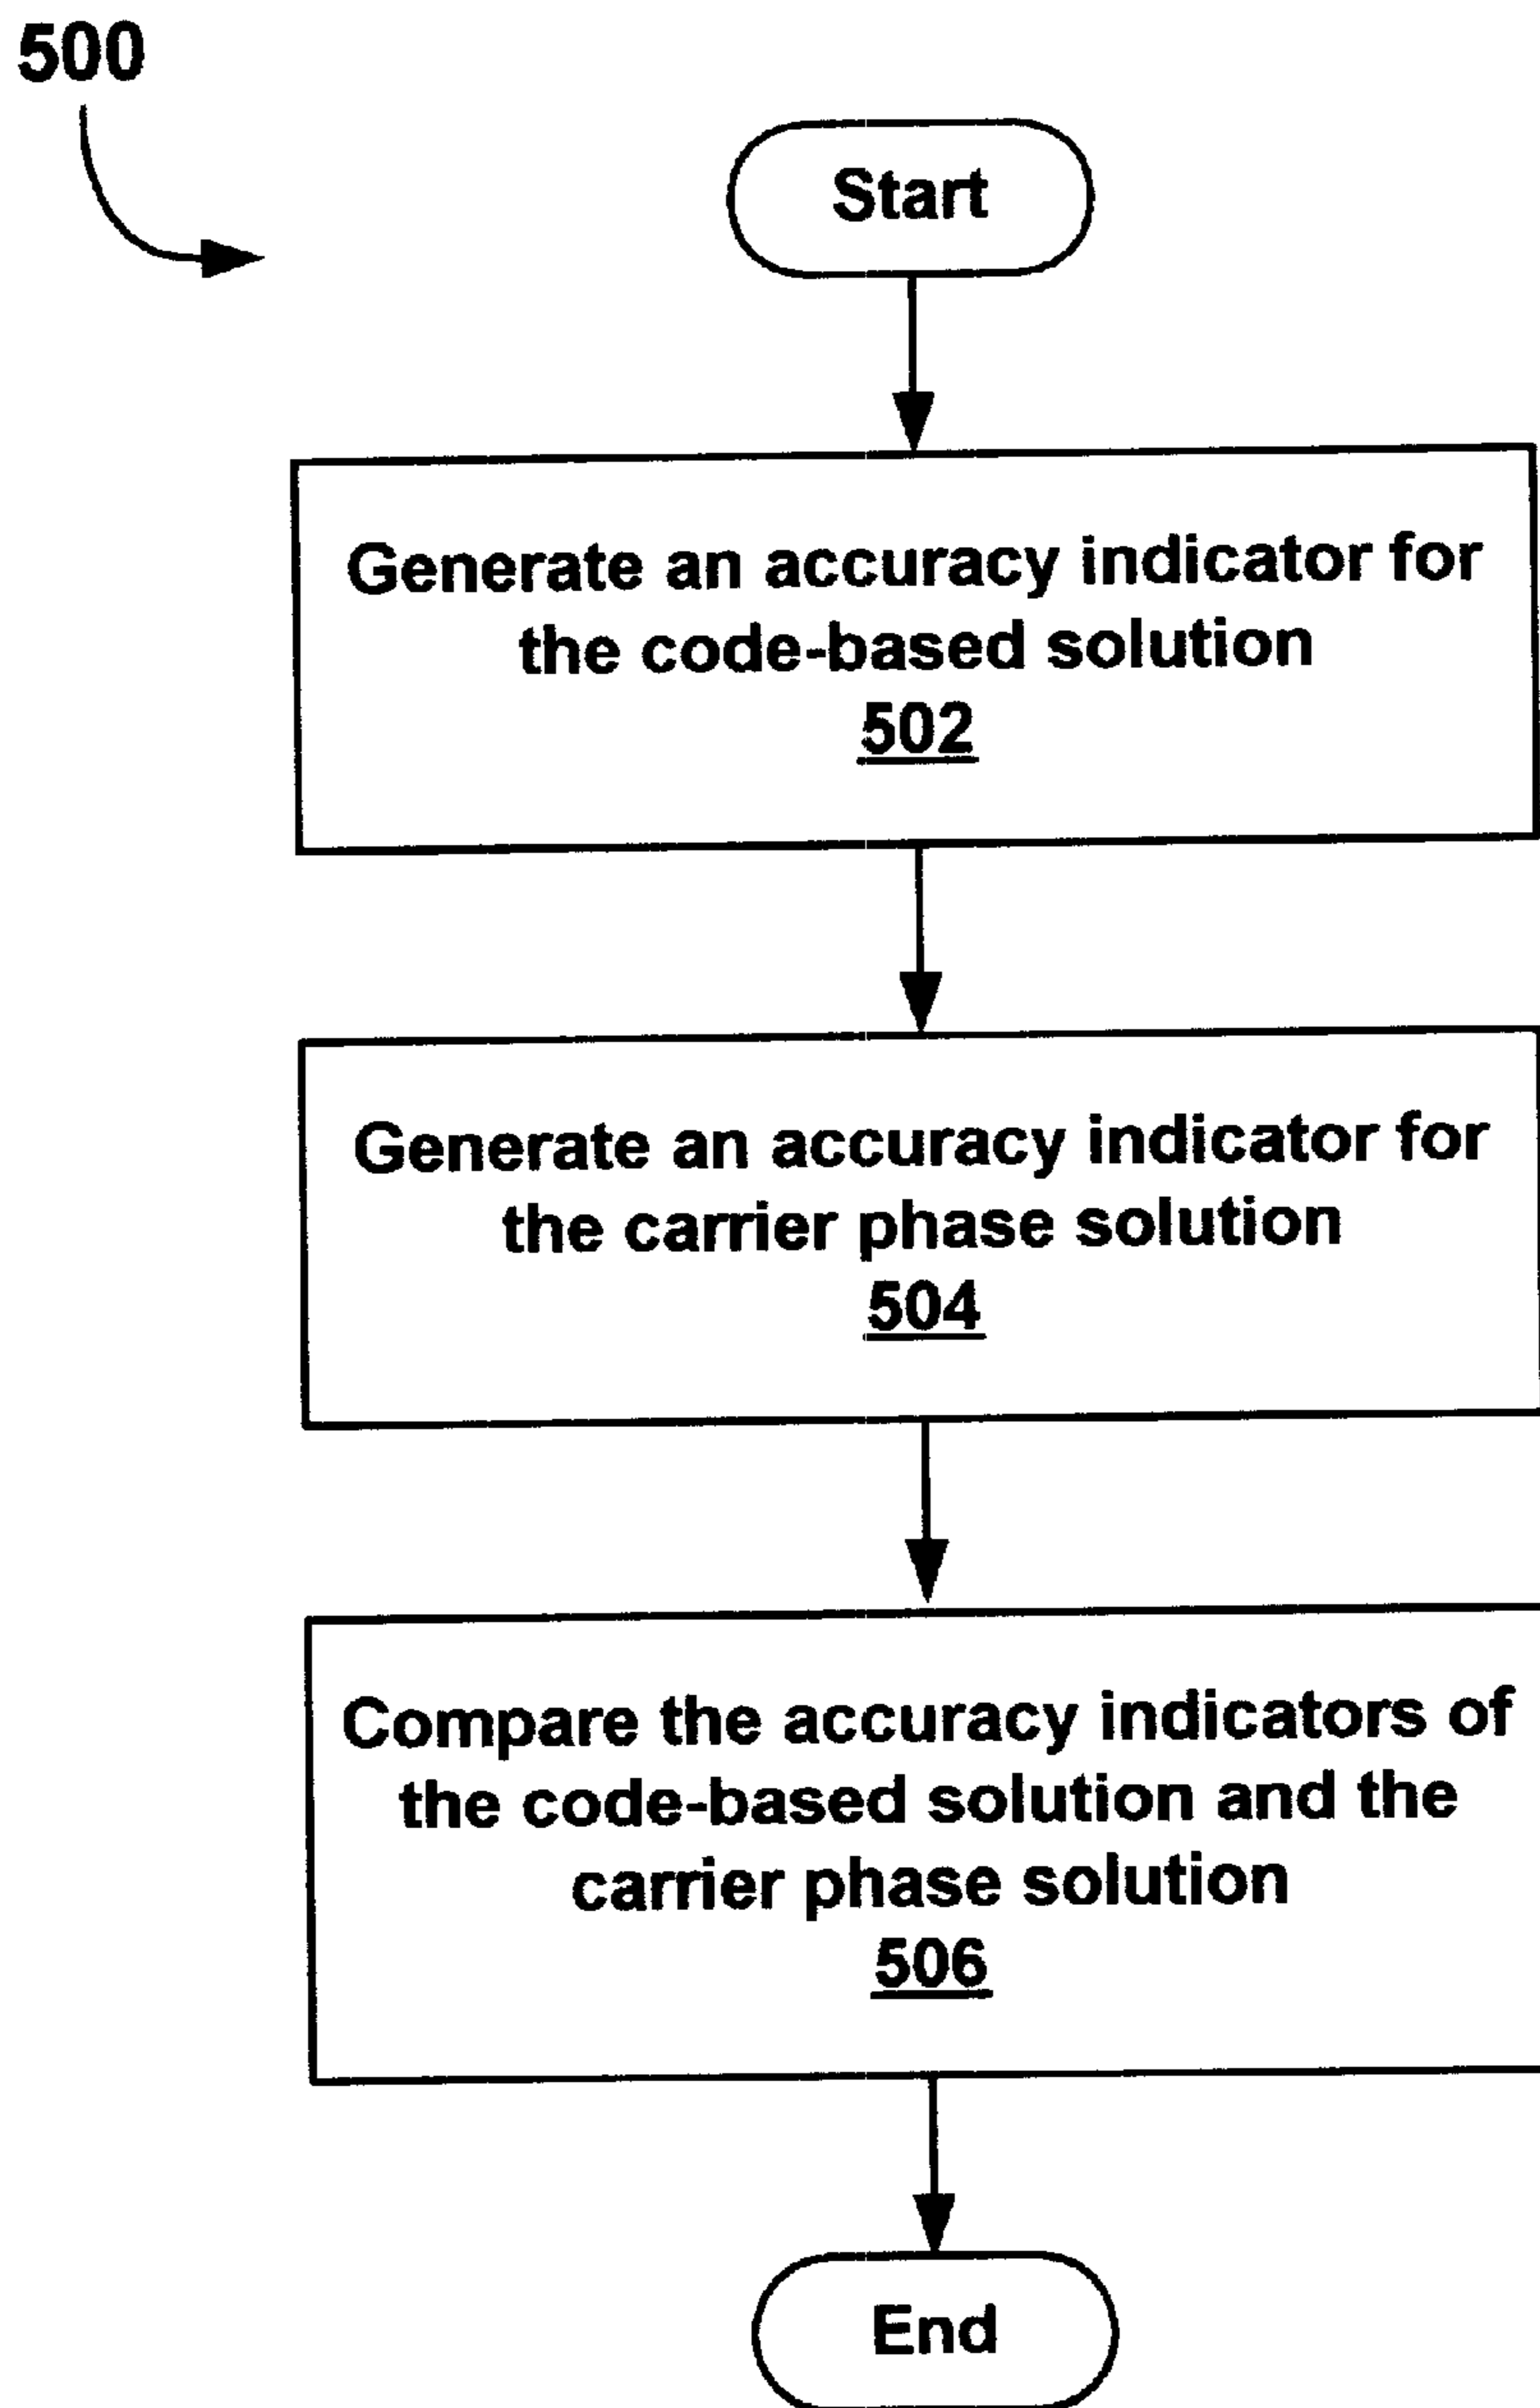 500
Start
Generate an accuracy indicator for
the code-based solution
502
Generate an accuracy indicator for
the carrier phase solution
504
Compare the accuracy indicators of
the code-based solution and the
carrier phase solution
506
End